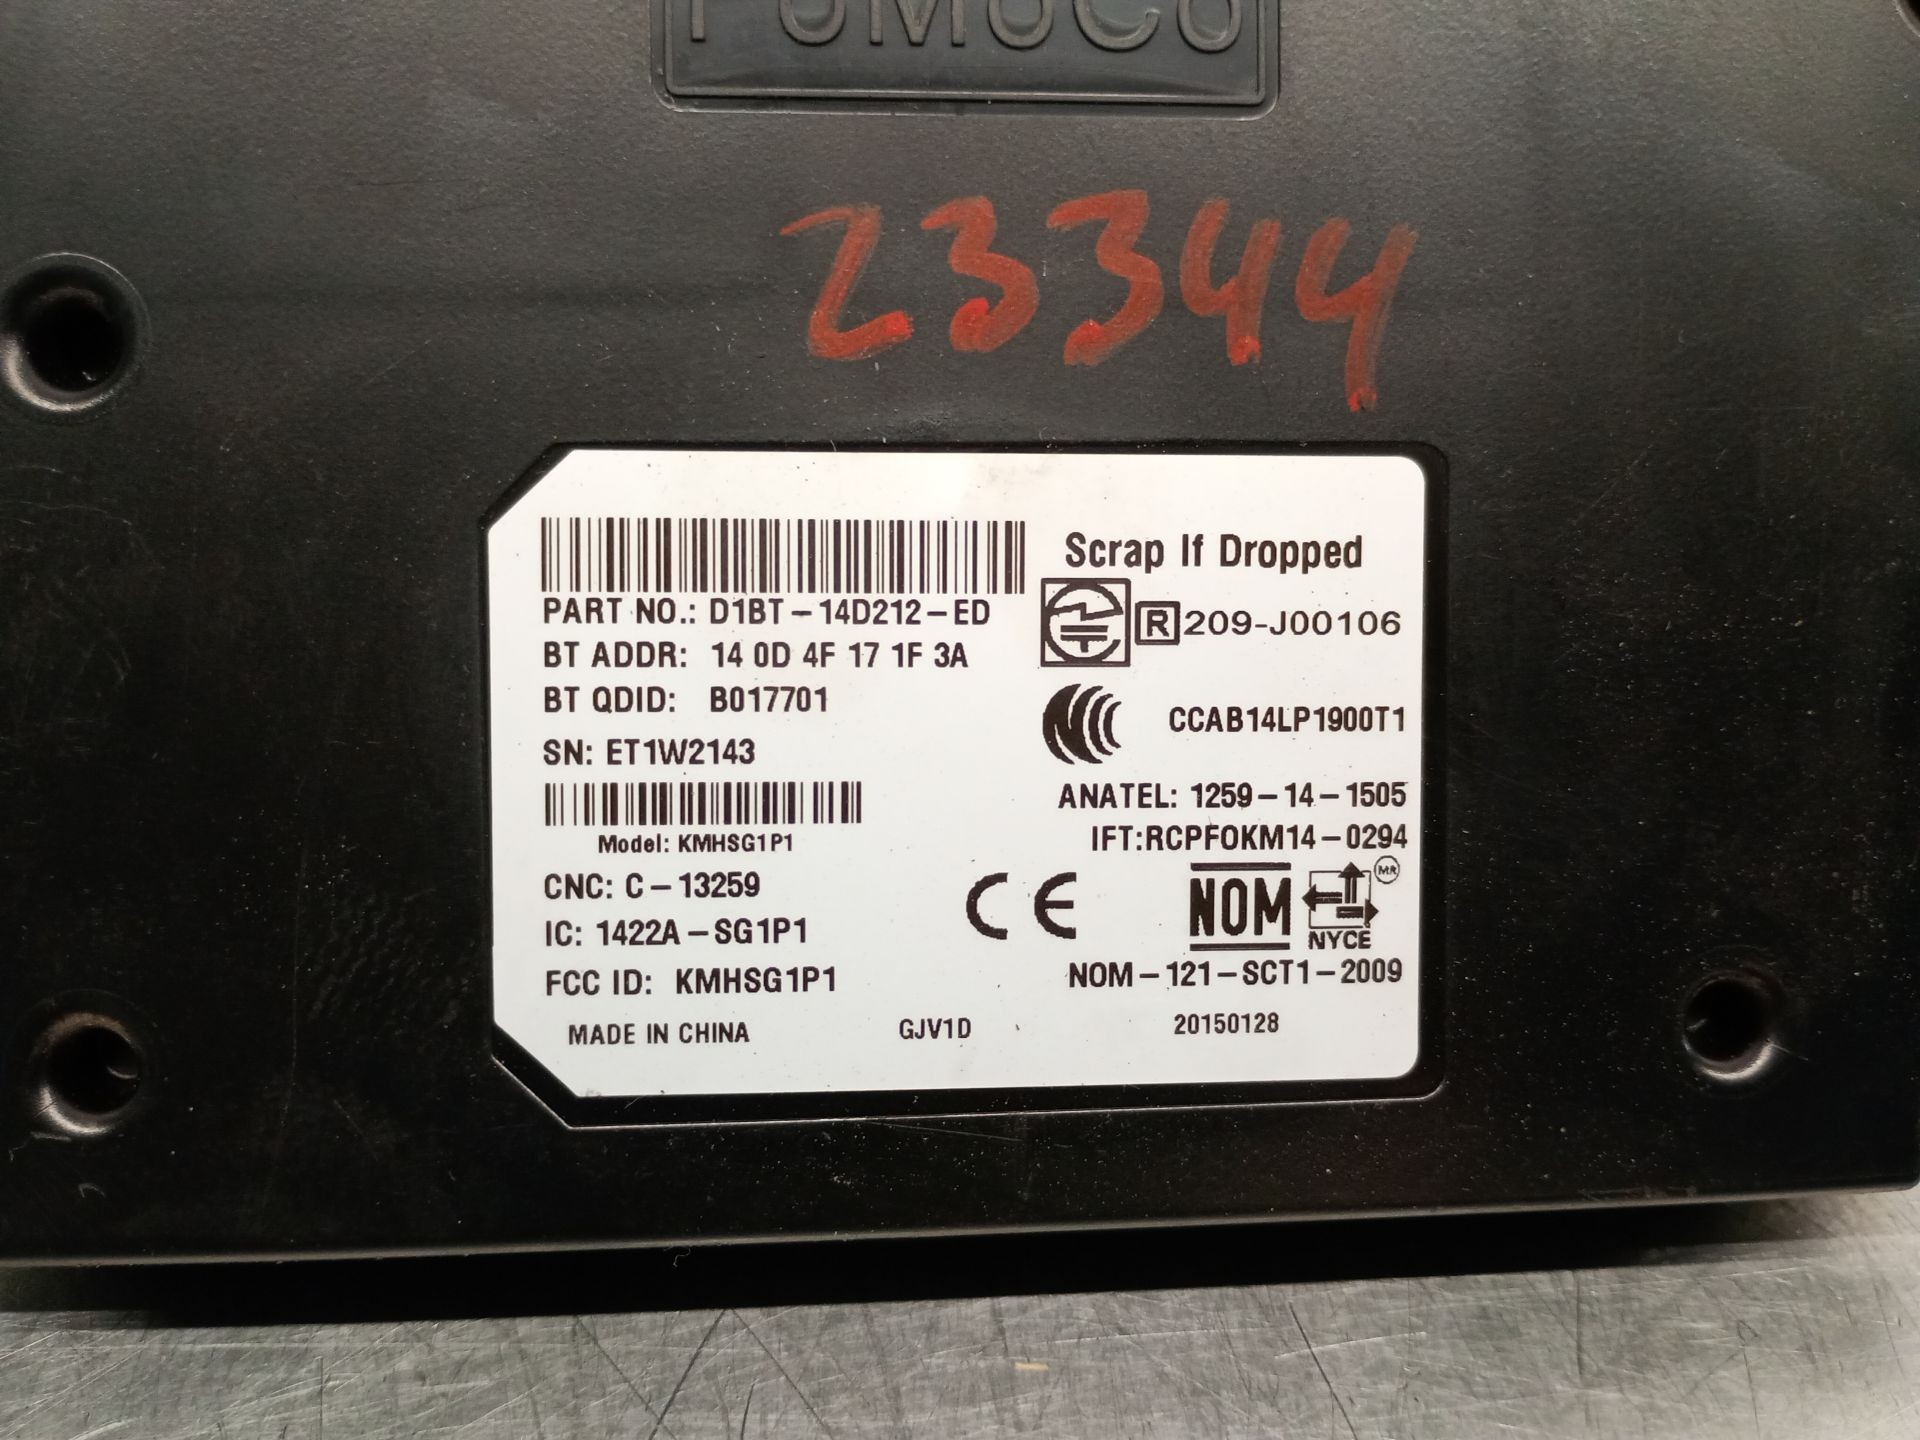 FoMoCo
23344
Scrap If Dropped
PART NO.: D1BT-14D212-ED
R 209-J00106
BT ADDR: 14 0D 4F 17 1F 3A
BT QDID: B017701
CCAB14LP1900T1
SN: ET1W2143
ANATEL: 1259-14-1505
Model: KMHSG1P1
IFT:RCPFOKM14-0294
CNC: C-13259
CE
NOM
MR
NYCE
IC: 1422A-SG1P1
FCC ID: KMHSG1P1
NOM-121-SCT1-2009
MADE IN CHINA
GJV1D
20150128